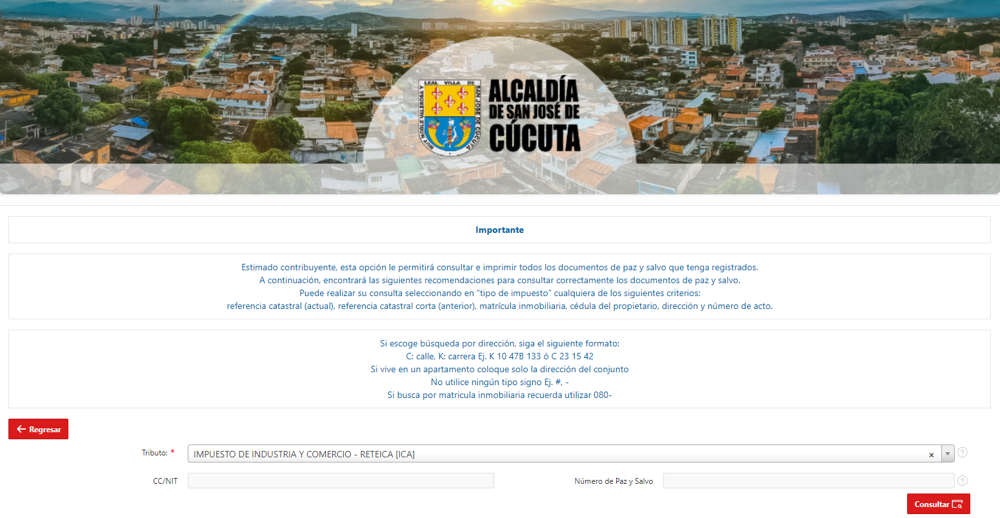 MUY NOBLE VALEROSA Y LEAL VILLA DE SAN JOSE DE CUCUTA
ALCALDÍA
DE SAN JOSÉ DE
CÚCUTA
Importante
Estimado contribuyente, esta opción le permitirá consultar e imprimir todos los documentos de paz y salvo que tenga registrados.
A continuación, encontrará las siguientes recomendaciones para consultar correctamente los documentos de paz y salvo.
Puede realizar su consulta seleccionando en “tipo de impuesto” cualquiera de los siguientes criterios:
referencia catastral (actual), referencia catastral corta (anterior), matrícula inmobiliaria, cédula del propietario, dirección y número de acto.
Si escoge búsqueda por dirección, siga el siguiente formato:
C: calle, K: carrera Ej. K 10 47B 133 ó C 23 15 42
Si vive en un apartamento coloque solo la dirección del conjunto
No utilice ningún tipo signo Ej. #, -
Si busca por matricula inmobiliaria recuerda utilizar 080-
Regresar
Tributo: * IMPUESTO DE INDUSTRIA Y COMERCIO - RETEICA [ICA] × ?
CC/NIT Número de Paz y Salvo ?
Consultar